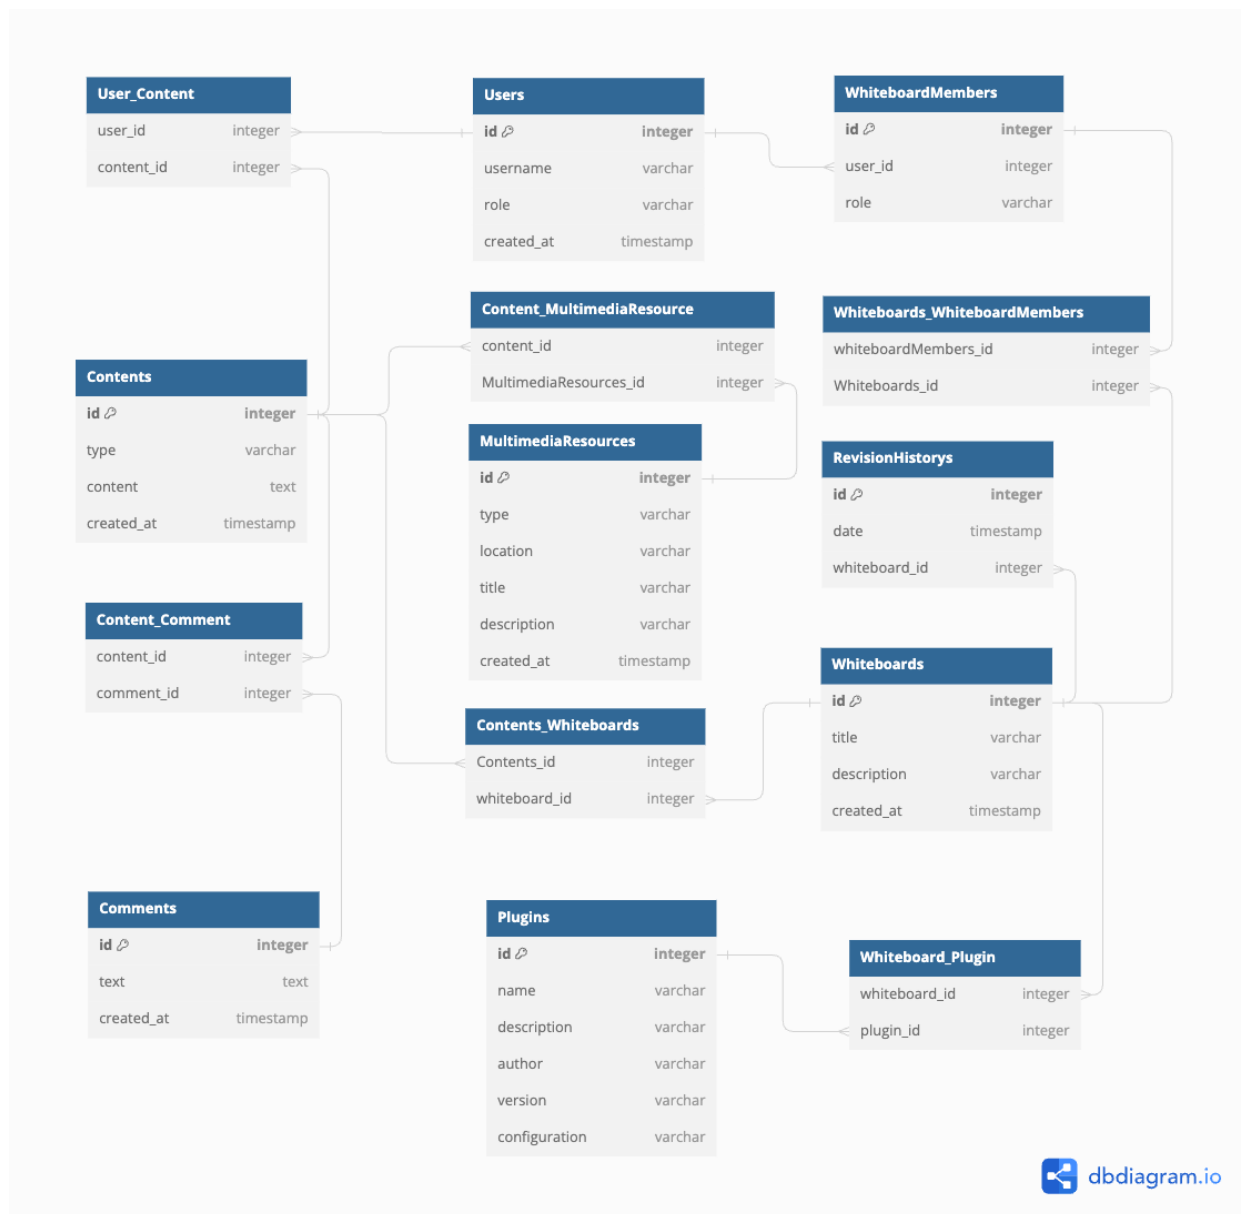 User_Content
user_id integer
content_id integer
Users
id integer
username varchar
role varchar
created_at timestamp
WhiteboardMembers
id integer
user_id integer
role varchar
Content_MultimediaResource
content_id integer
MultimediaResources_id integer
Whiteboards_WhiteboardMembers
whiteboardMembers_id integer
Whiteboards_id integer
Contents
id integer
type varchar
content text
created_at timestamp
MultimediaResources
id integer
type varchar
location varchar
title varchar
description varchar
created_at timestamp
RevisionHistorys
id integer
date timestamp
whiteboard_id integer
Content_Comment
content_id integer
comment_id integer
Whiteboards
id integer
title varchar
description varchar
created_at timestamp
Contents_Whiteboards
Contents_id integer
whiteboard_id integer
Comments
id integer
text text
created_at timestamp
Plugins
id integer
name varchar
description varchar
author varchar
version varchar
configuration varchar
Whiteboard_Plugin
whiteboard_id integer
plugin_id integer
dbdiagram.io